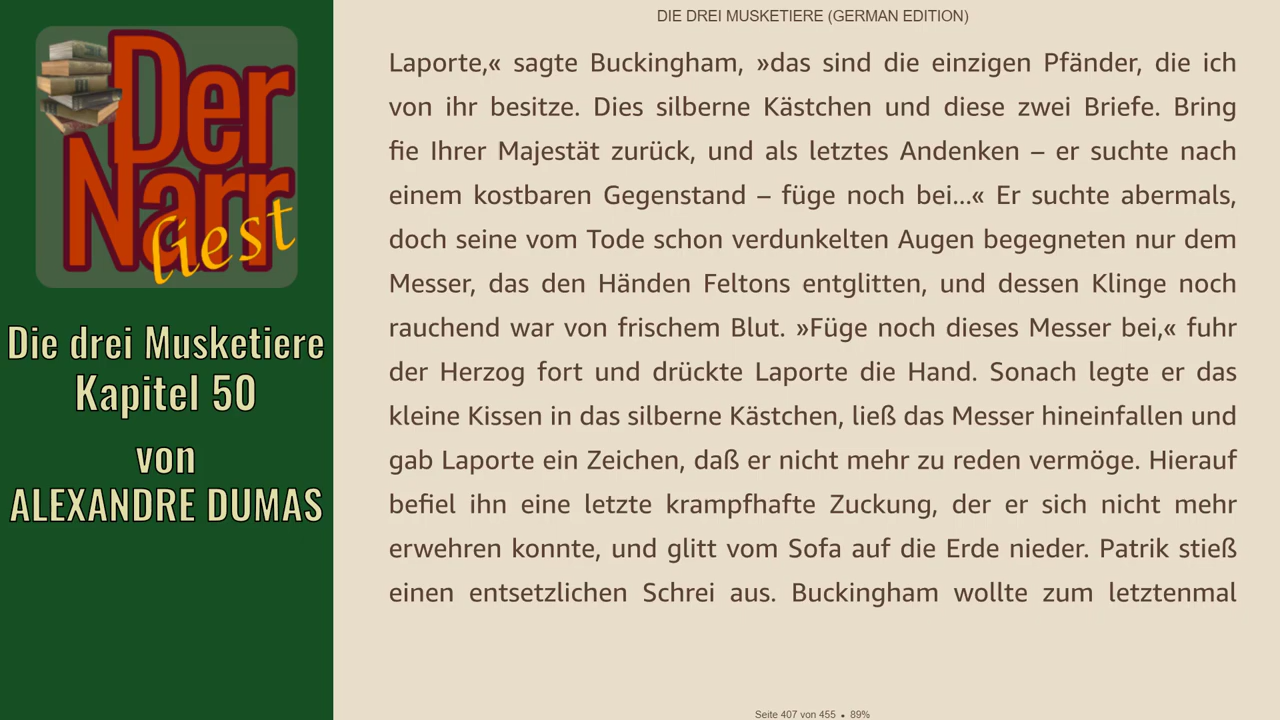 Der
Narr
liest
Die drei Musketiere
Kapitel 50
von
ALEXANDRE DUMAS
DIE DREI MUSKETIERE (GERMAN EDITION)
Laporte,« sagte Buckingham, »das sind die einzigen Pfänder, die ich
von ihr besitze. Dies silberne Kästchen und diese zwei Briefe. Bring
fie Ihrer Majestät zurück, und als letztes Andenken – er suchte nach
einem kostbaren Gegenstand – füge noch bei...« Er suchte abermals,
doch seine vom Tode schon verdunkelten Augen begegneten nur dem
Messer, das den Händen Feltons entglitten, und dessen Klinge noch
rauchend war von frischem Blut. »Füge noch dieses Messer bei,« fuhr
der Herzog fort und drückte Laporte die Hand. Sonach legte er das
kleine Kissen in das silberne Kästchen, ließ das Messer hineinfallen und
gab Laporte ein Zeichen, daß er nicht mehr zu reden vermöge. Hierauf
befiel ihn eine letzte krampfhafte Zuckung, der er sich nicht mehr
erwehren konnte, und glitt vom Sofa auf die Erde nieder. Patrik stieß
einen entsetzlichen Schrei aus. Buckingham wollte zum letztenmal
Seite 407 von 455 • 89%